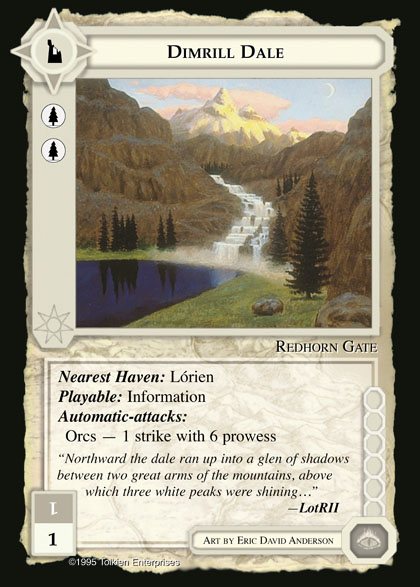 DIMRILL DALE
REDHORN GATE
Nearest Haven: Lórien
Playable: Information
Automatic-attacks:
Orcs — 1 strike with 6 prowess
“Northward the dale ran up into a glen of shadows
between two great arms of the mountains, above
which three white peaks were shining…”
—LotRII
1
1
ART BY ERIC DAVID ANDERSON
©1995 Tolkien Enterprises